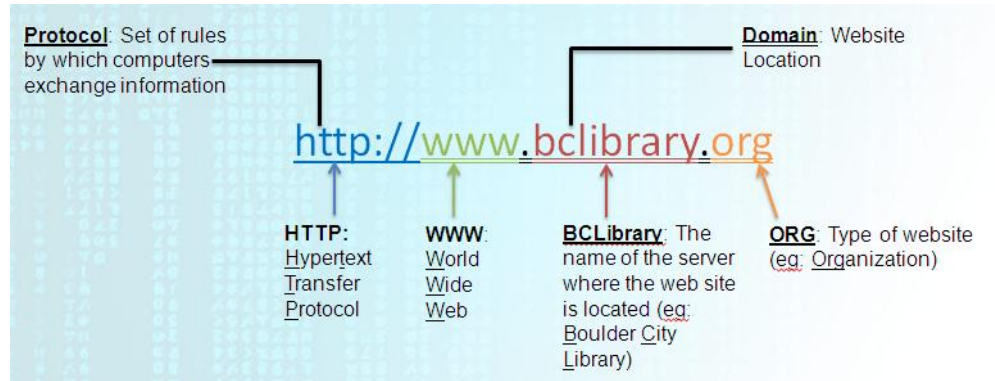 Protocol: Set of rules
by which computers
exchange information
Domain: Website
Location
http://www.bclibrary.org
HTTP:
Hypertext
Transfer
Protocol
WWW:
World
Wide
Web
BCLibrary: The
name of the server
where the web site
is located (eg:
Boulder City
Library)
ORG: Type of website
(eg: Organization)